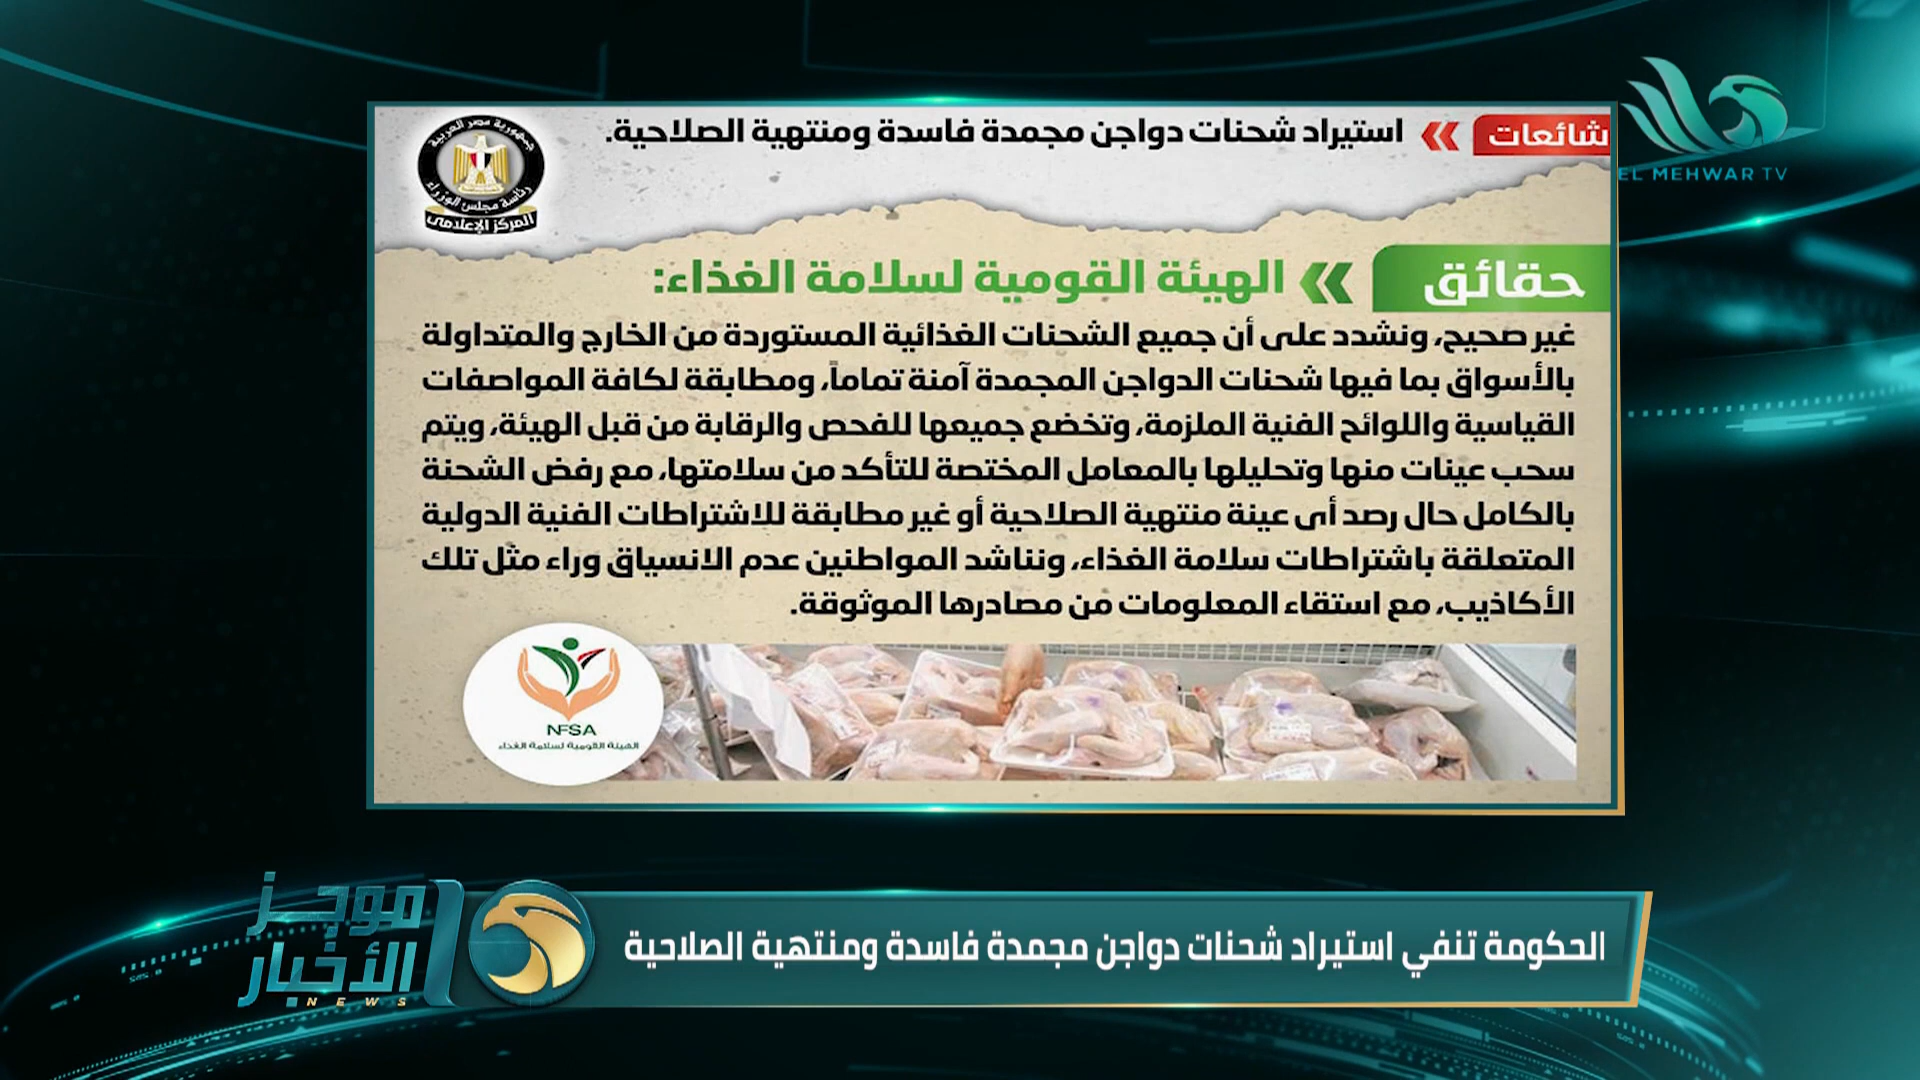 EL MEHWAR TV
شائعات
استيراد شحنات دواجن مجمدة فاسدة ومنتهية الصلاحية.
جمهورية مصر العربية
رئاسة مجلس الوزراء
المركز الإعلامى
حقائق
الهيئة القومية لسلامة الغذاء:
غير صحيح، ونشدد على أن جميع الشحنات الغذائية المستوردة من الخارج والمتداولة
بالأسواق بما فيها شحنات الدواجن المجمدة آمنة تماماً، ومطابقة لكافة المواصفات
القياسية واللوائح الفنية الملزمة، وتخضع جميعها للفحص والرقابة من قبل الهيئة، ويتم
سحب عينات منها وتحليلها بالمعامل المختصة للتأكد من سلامتها، مع رفض الشحنة
بالكامل حال رصد أى عينة منتهية الصلاحية أو غير مطابقة للاشتراطات الفنية الدولية
المتعلقة باشتراطات سلامة الغذاء، ونناشد المواطنين عدم الانسياق وراء مثل تلك
الأكاذيب، مع استقاء المعلومات من مصادرها الموثوقة.
NFSA
الهيئة القومية لسلامة الغذاء
الحكومة تنفي استيراد شحنات دواجن مجمدة فاسدة ومنتهية الصلاحية
موجز
الأخبار
NEWS